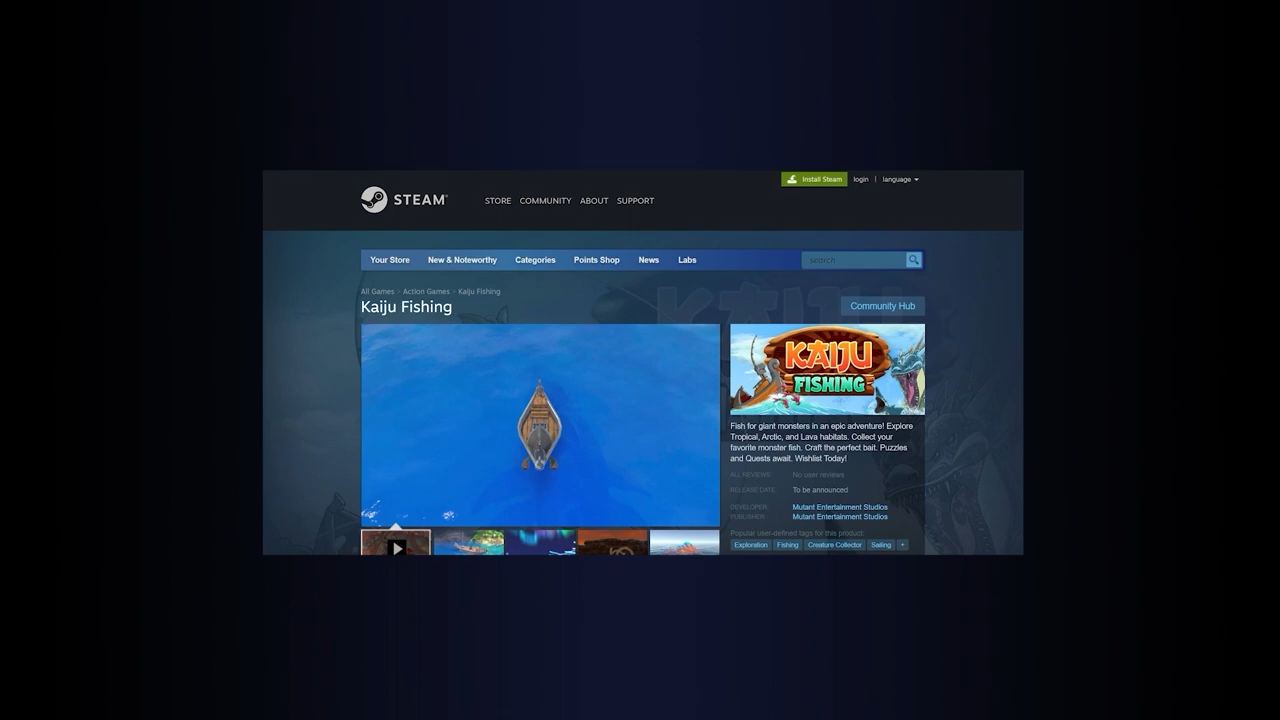 Install Steam login | language
STEAM®
STORE COMMUNITY ABOUT SUPPORT
Your Store New & Noteworthy Categories Points Shop News Labs search
All Games > Action Games > Kaiju Fishing
Kaiju Fishing
Community Hub
KAIJU
FISHING
Fish for giant monsters in an epic adventure! Explore
Tropical, Arctic, and Lava habitats. Collect your
favorite monster fish. Craft the perfect bait. Puzzles
and Quests await. Wishlist Today!
ALL REVIEWS: No user reviews
RELEASE DATE: To be announced
DEVELOPER: Mutant Entertainment Studios
PUBLISHER: Mutant Entertainment Studios
Popular user-defined tags for this product:
Exploration Fishing Creature Collector Sailing +